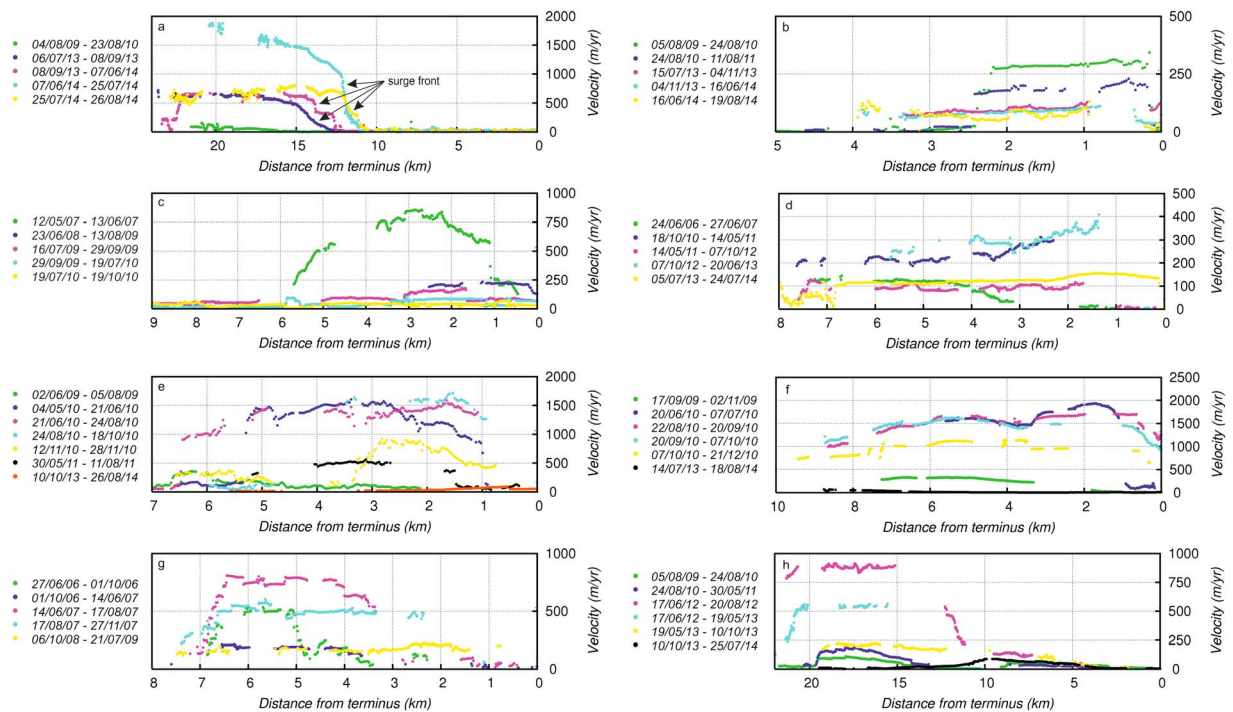 a
04/08/09 - 23/08/10
06/07/13 - 08/09/13
08/09/13 - 07/06/14
07/06/14 - 25/07/14
25/07/14 - 26/08/14
surge front
2000
1500
1000
500
0
Velocity (m/yr)
20 15 10 5 0
Distance from terminus (km)
b
05/08/09 - 24/08/10
24/08/10 - 11/08/11
15/07/13 - 04/11/13
04/11/13 - 16/06/14
16/06/14 - 19/08/14
500
250
0
Velocity (m/yr)
5 4 3 2 1 0
Distance from terminus (km)
c
12/05/07 - 13/06/07
23/06/08 - 13/08/09
16/07/09 - 29/09/09
29/09/09 - 19/07/10
19/07/10 - 19/10/10
1000
750
500
250
0
Velocity (m/yr)
9 8 7 6 5 4 3 2 1 0
Distance from terminus (km)
d
24/06/06 - 27/06/07
18/10/10 - 14/05/11
14/05/11 - 07/10/12
07/10/12 - 20/06/13
05/07/13 - 24/07/14
500
400
300
200
100
0
Velocity (m/yr)
8 7 6 5 4 3 2 1 0
Distance from terminus (km)
e
02/06/09 - 05/08/09
04/05/10 - 21/06/10
21/06/10 - 24/08/10
24/08/10 - 18/10/10
12/11/10 - 28/11/10
30/05/11 - 11/08/11
10/10/13 - 26/08/14
2000
1500
1000
500
0
Velocity (m/yr)
7 6 5 4 3 2 1 0
Distance from terminus (km)
f
17/09/09 - 02/11/09
20/06/10 - 07/07/10
22/08/10 - 20/09/10
20/09/10 - 07/10/10
07/10/10 - 21/12/10
14/07/13 - 18/08/14
2500
2000
1500
1000
500
0
Velocity (m/yr)
10 8 6 4 2 0
Distance from terminus (km)
g
27/06/06 - 01/10/06
01/10/06 - 14/06/07
14/06/07 - 17/08/07
17/08/07 - 27/11/07
06/10/08 - 21/07/09
1000
500
0
Velocity (m/yr)
8 7 6 5 4 3 2 1 0
Distance from terminus (km)
h
05/08/09 - 24/08/10
24/08/10 - 30/05/11
17/06/12 - 20/08/12
17/06/12 - 19/05/13
19/05/13 - 10/10/13
10/10/13 - 25/07/14
1000
750
500
250
0
Velocity (m/yr)
20 15 10 5 0
Distance from terminus (km)